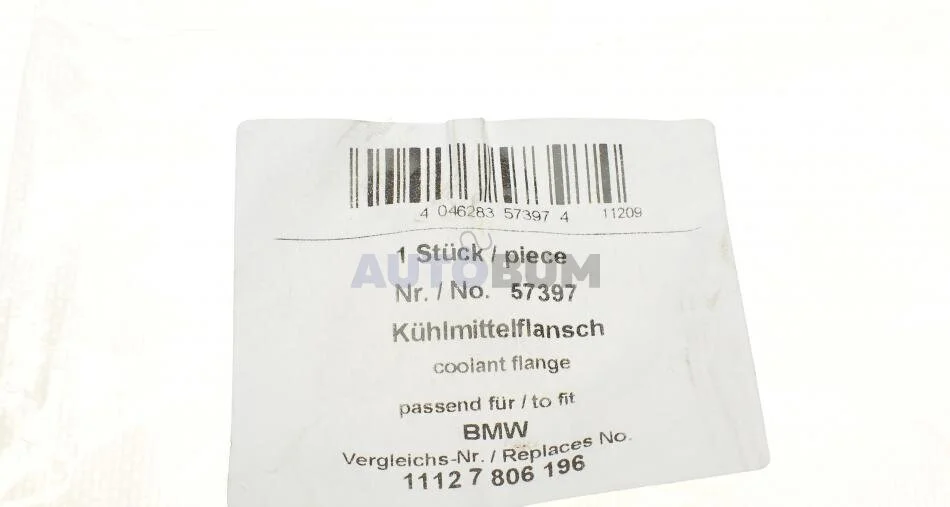 4 046283 57397 4 11209
1 Stück / piece
AUTOBUM
Nr. / No. 57397
Kühlmittelflansch
coolant flange
passend für / to fit
BMW
Vergleichs-Nr. / Replaces No.
1112 7 806 196